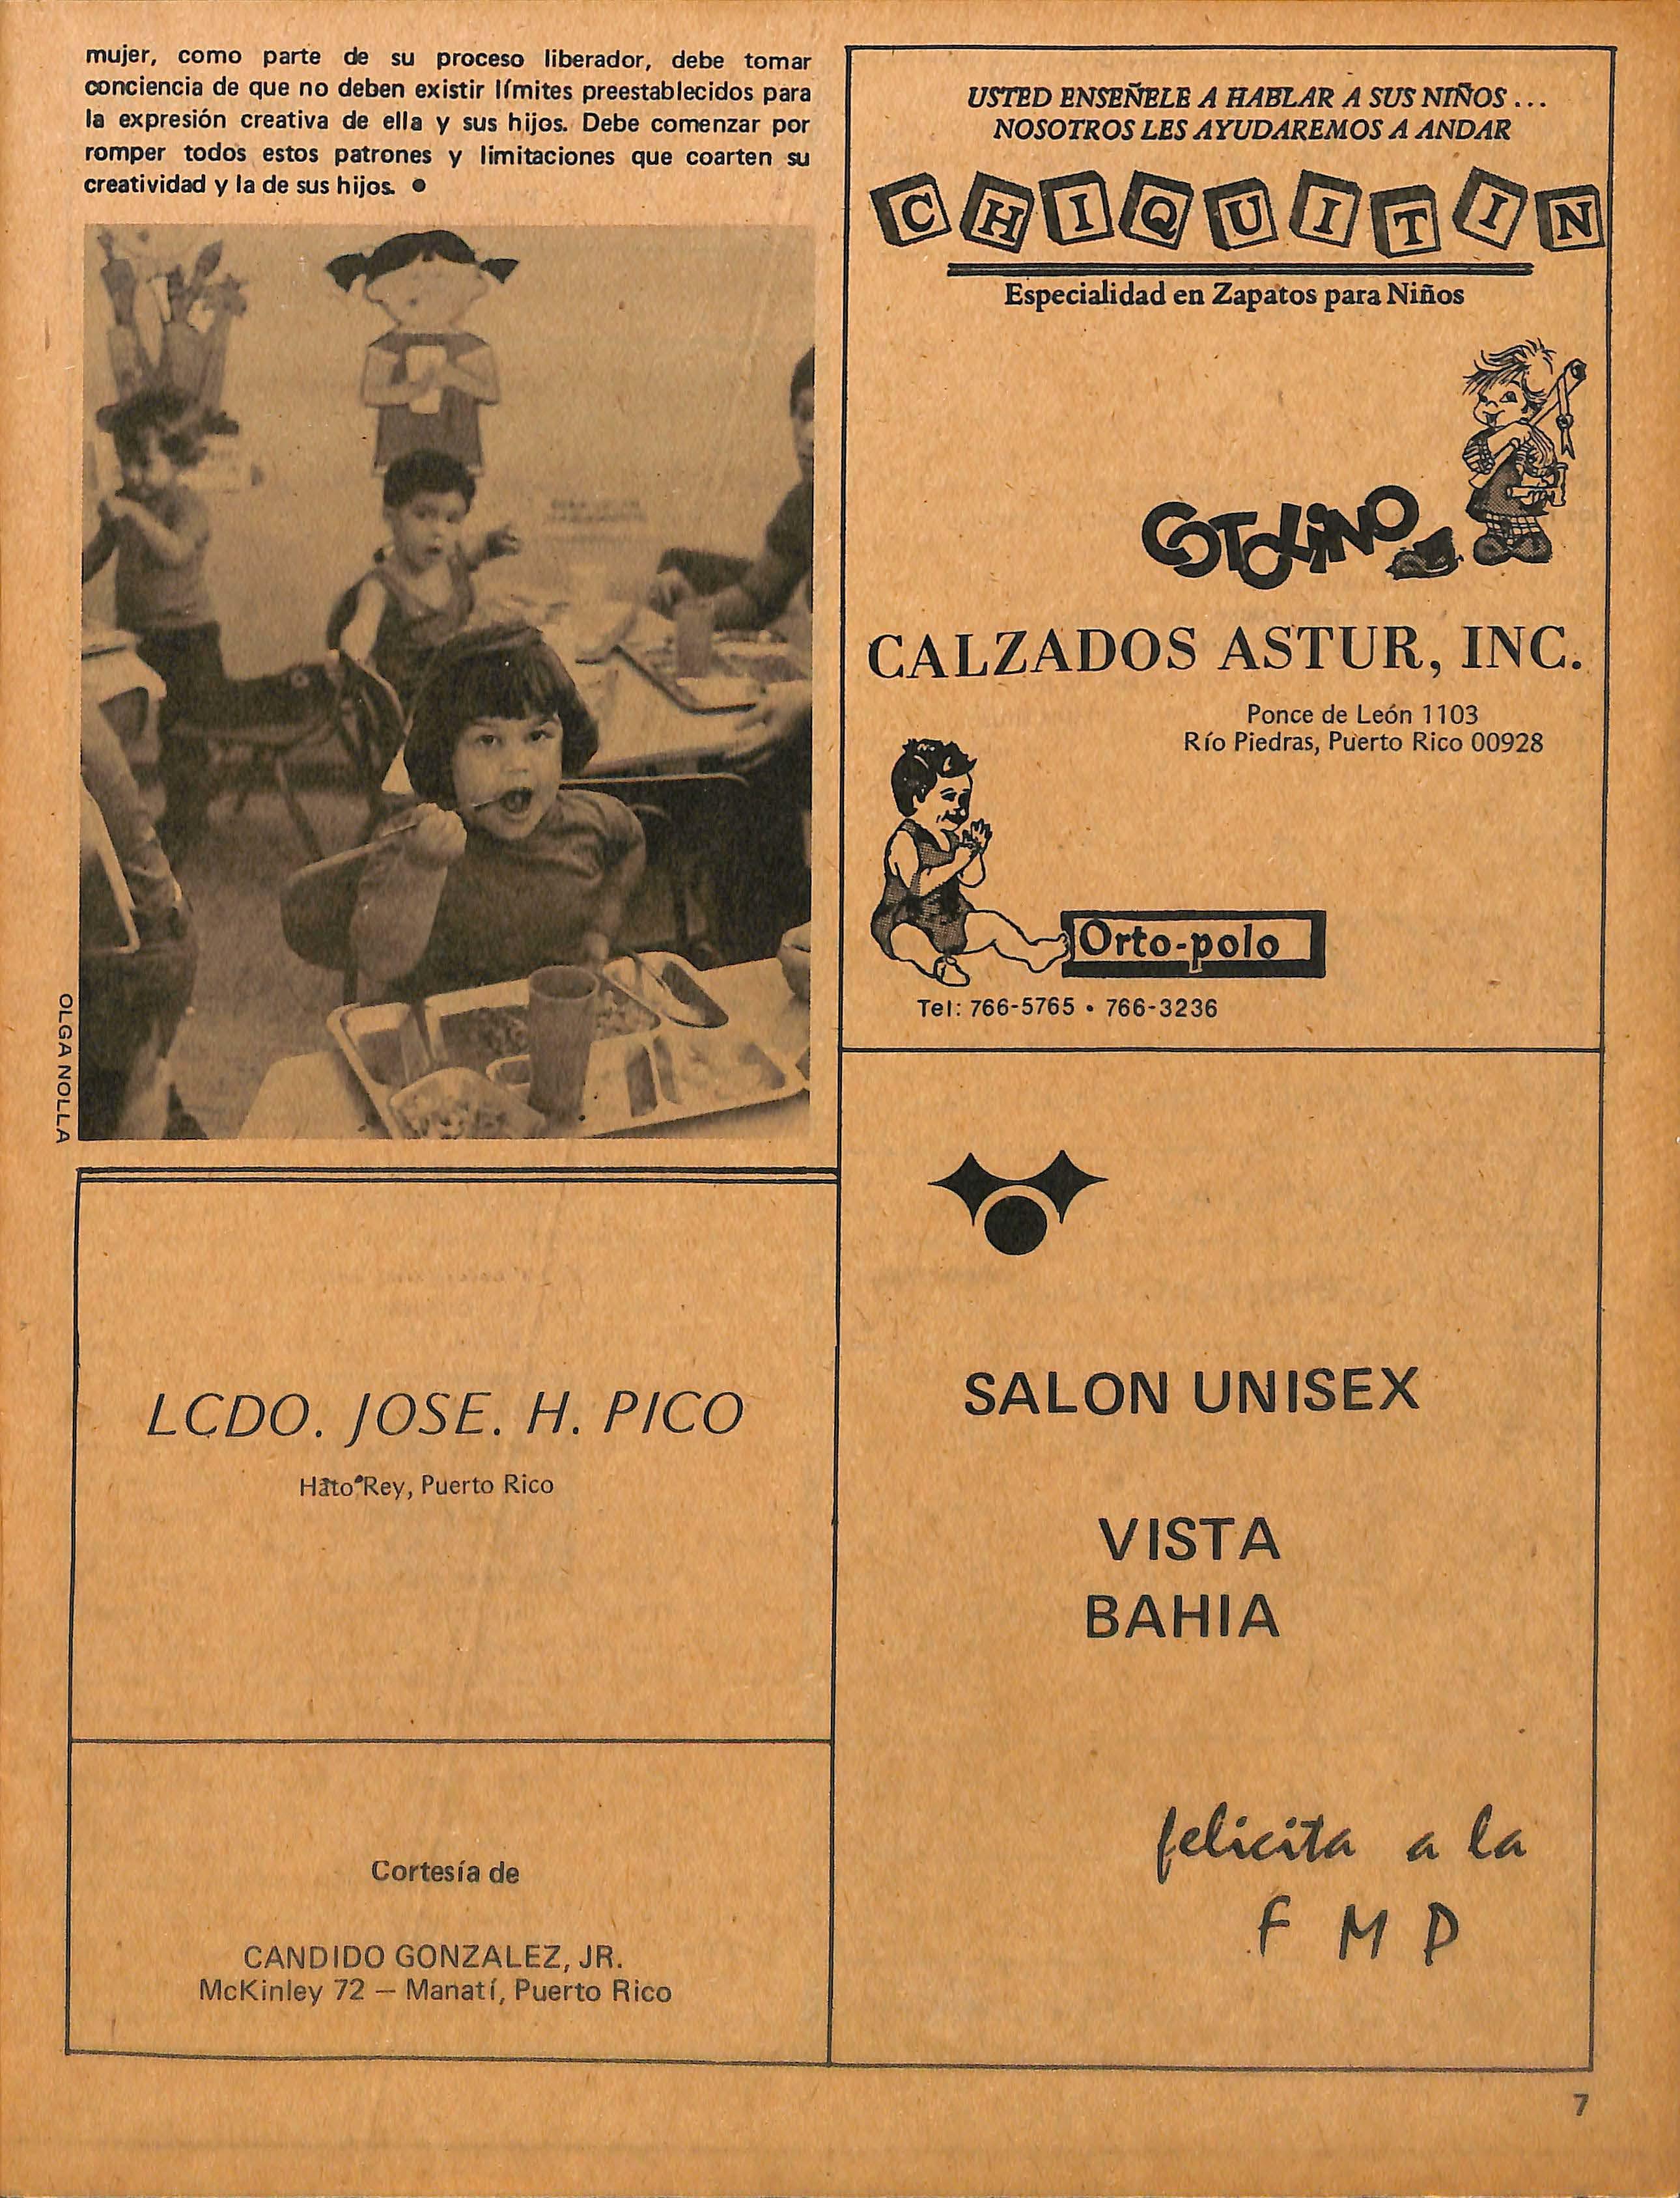 mujer, como parte de su proceso liberador, debe tomar
conciencia de que no deben existir límites preestablecidos para
la expresión creativa de ella y sus hijos. Debe comenzar por
romper todos estos patrones y limitaciones que coarten su
creatividad y la de sus hijos. ●
OLGA NOLLA
LCDO. JOSE. H. PICO
Hato Rey, Puerto Rico
Cortesía de
CANDIDO GONZALEZ, JR.
McKinley 72 — Manatí, Puerto Rico
USTED ENSEÑELE A HABLAR A SUS NIÑOS ...
NOSOTROS LES AYUDAREMOS A ANDAR
CHIQUITIN
Especialidad en Zapatos para Niños
GOTOLINO
CALZADOS ASTUR, INC.
Ponce de León 1103
Río Piedras, Puerto Rico 00928
Orto-polo
Tel: 766-5765 • 766-3236
SALON UNISEX
VISTA
BAHIA
felicita a la
F M P
7